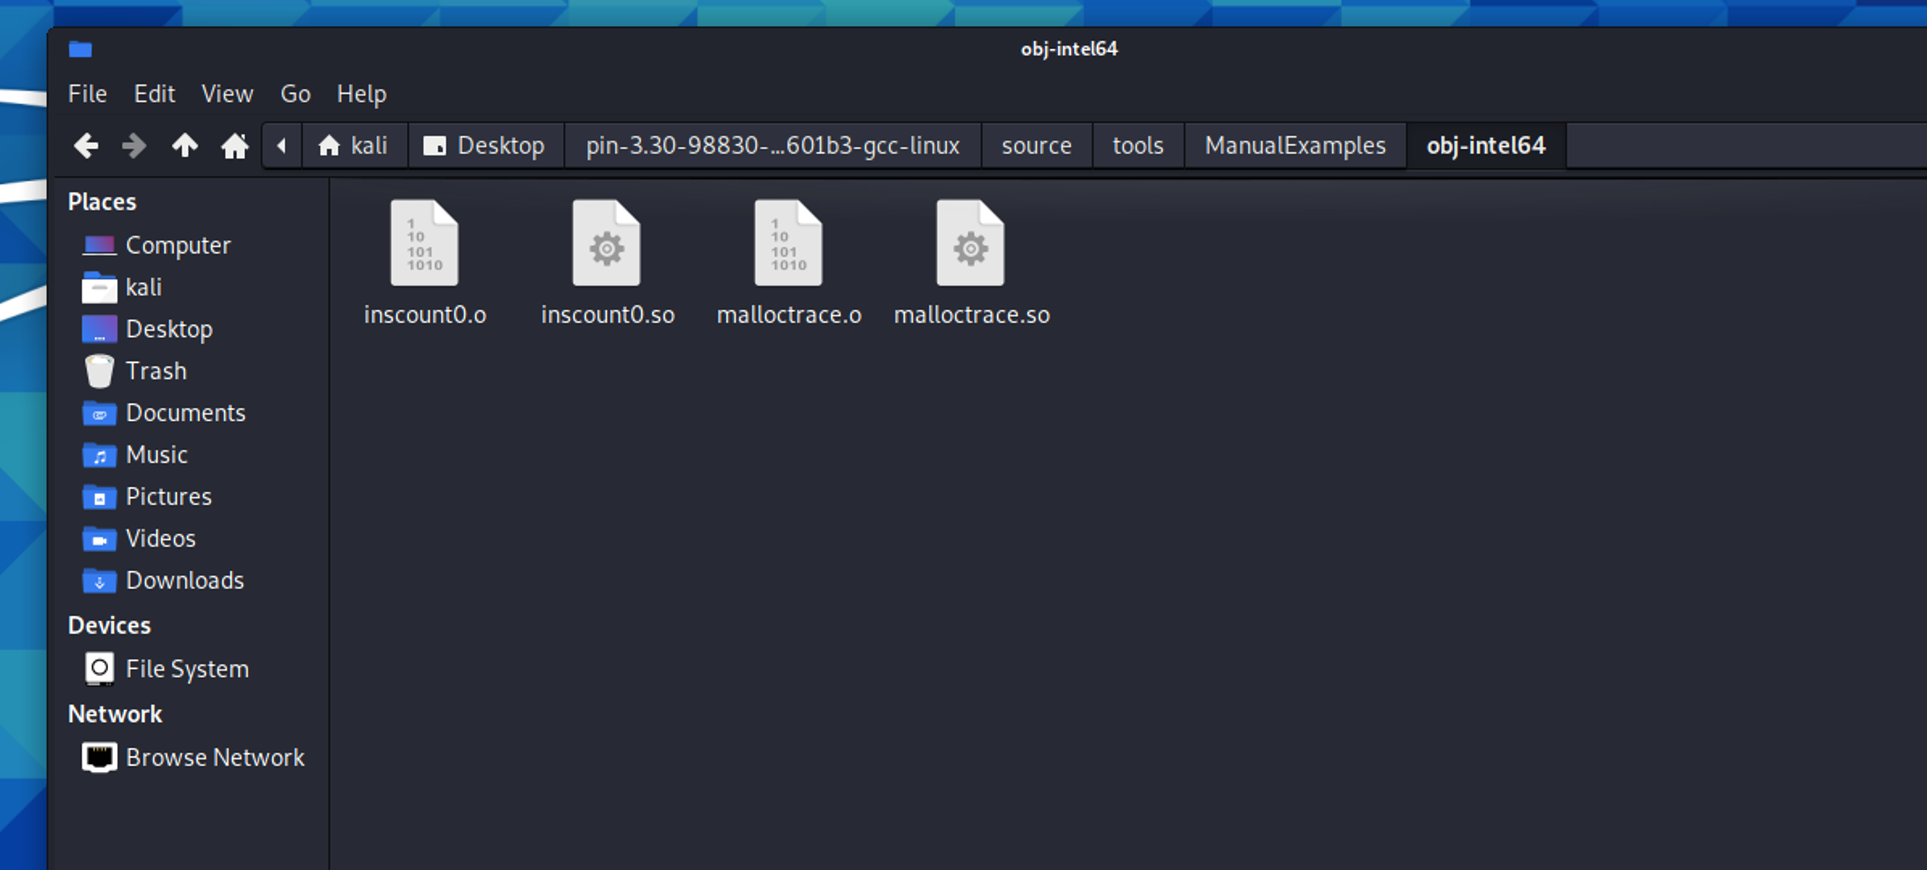 obj-intel64
File Edit View Go Help
kali Desktop pin-3.30-98830-...601b3-gcc-linux source tools ManualExamples obj-intel64
Places
Computer
kali
Desktop
Trash
Documents
Music
Pictures
Videos
Downloads
Devices
File System
Network
Browse Network
1
10
101
1010
1
10
101
1010
inscount0.o inscount0.so malloctrace.o malloctrace.so